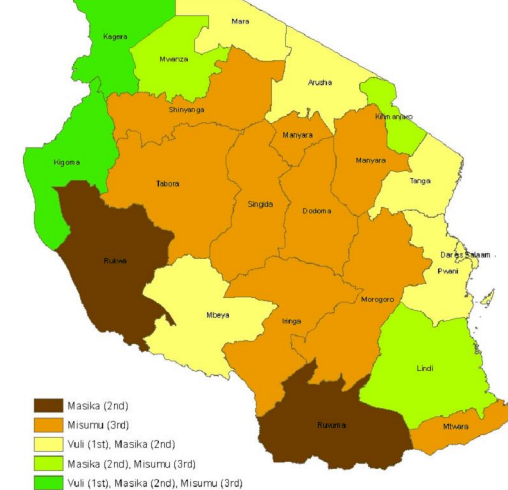 Mara
Kagera
Mwanza
Arusha
Shinyanga
Kilimanjaro
Manyara
Manyara
Kigoma
Tabora
Tanga
Singida
Dodoma
Dar es Salaam
Rukwa
Pwani
Morogoro
Mbeya
Iringa
Lindi
Ruvuma
Mtwara
Masika (2nd)
Misumu (3rd)
Vuli (1st), Masika (2nd)
Masika (2nd), Misumu (3rd)
Vuli (1st), Masika (2nd), Misumu (3rd)